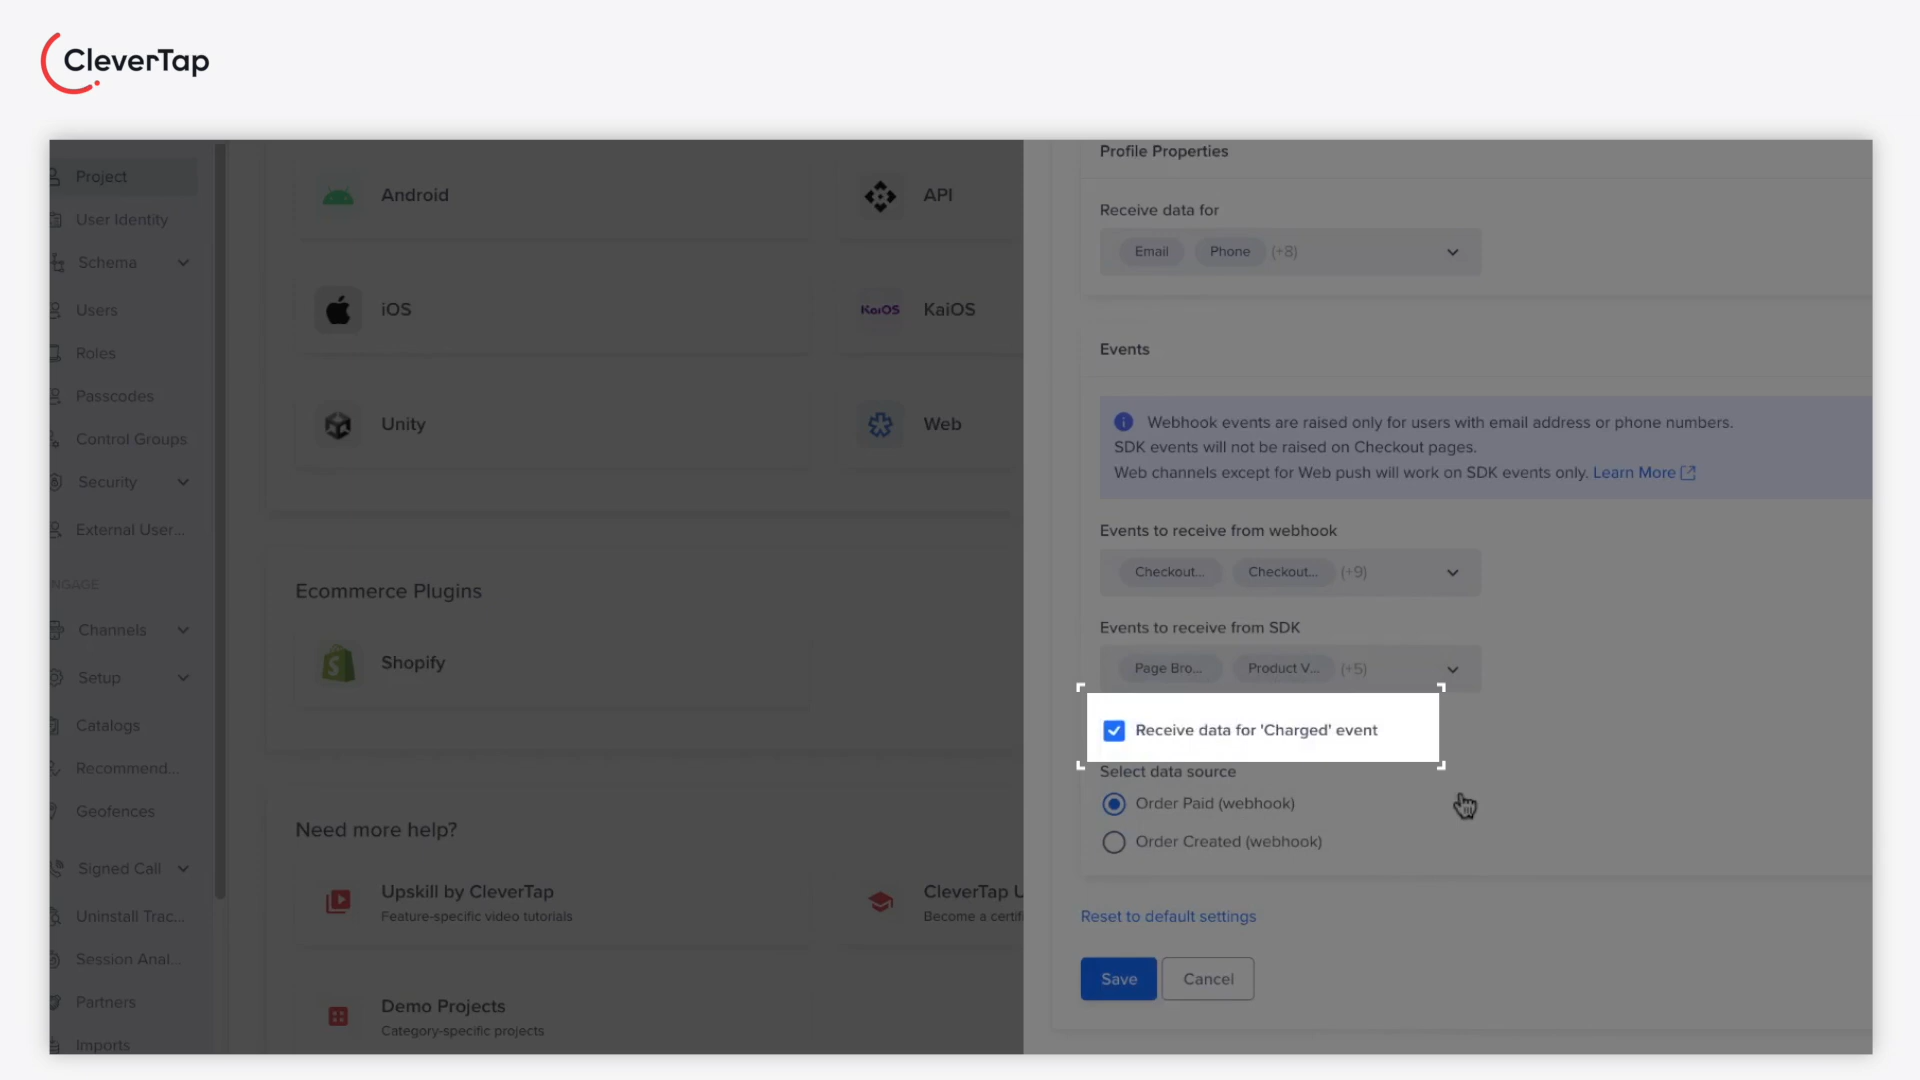 CleverTap
Project
User Identity
Schema
Users
Roles
Passcodes
Control Groups
Security
External User...
NGAGE
Channels
Setup
Catalogs
Recommend...
Geofences
Signed Call
Uninstall Trac...
Session Anal...
Partners
Imports
Android
API
iOS
KaiOS
KaiOS
Unity
Web
Ecommerce Plugins
Shopify
Need more help?
Upskill by CleverTap
Feature-specific video tutorials
CleverTap U
Become a certif
Demo Projects
Category-specific projects
Profile Properties
Receive data for
Email Phone (+8)
Events
Webhook events are raised only for users with email address or phone numbers.
SDK events will not be raised on Checkout pages.
Web channels except for Web push will work on SDK events only. Learn More
Events to receive from webhook
Checkout... Checkout... (+9)
Events to receive from SDK
Page Bro... Product V... (+5)
Receive data for 'Charged' event
Select data source
Order Paid (webhook)
Order Created (webhook)
Reset to default settings
Save Cancel